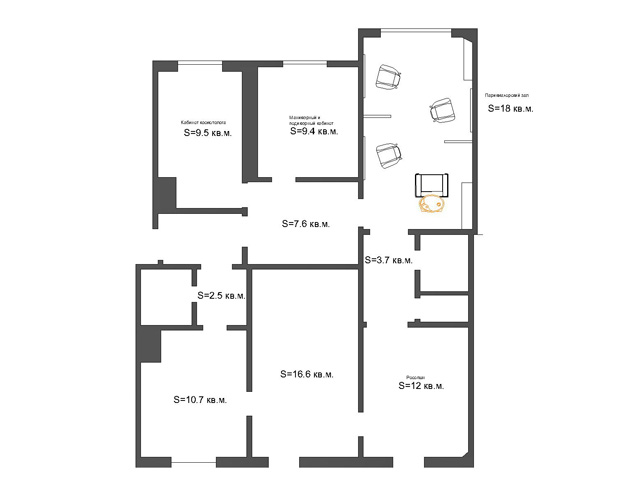 Парикмахерский зал
S=18 кв.м.
Кабинет косметолога
S=9.5 кв.м.
Маникюрный и
педикюрный кабинет
S=9.4 кв.м.
S=7.6 кв.м.
S=3.7 кв.м.
S=2.5 кв.м.
S=16.6 кв.м.
S=10.7 кв.м.
S=12 кв.м.